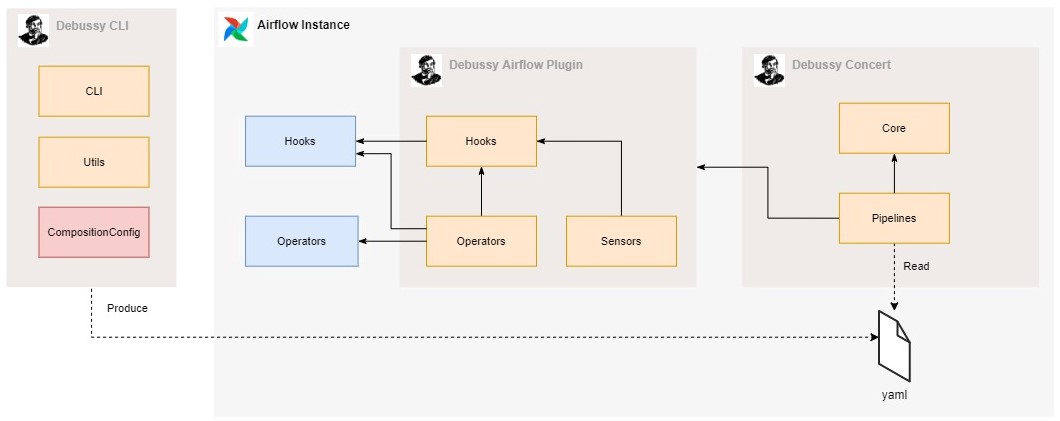 Debussy CLI
CLI
Utils
CompositionConfig
Produce
Airflow Instance
Debussy Airflow Plugin
Hooks
Hooks
Operators
Operators
Sensors
Debussy Concert
Core
Pipelines
Read
yaml